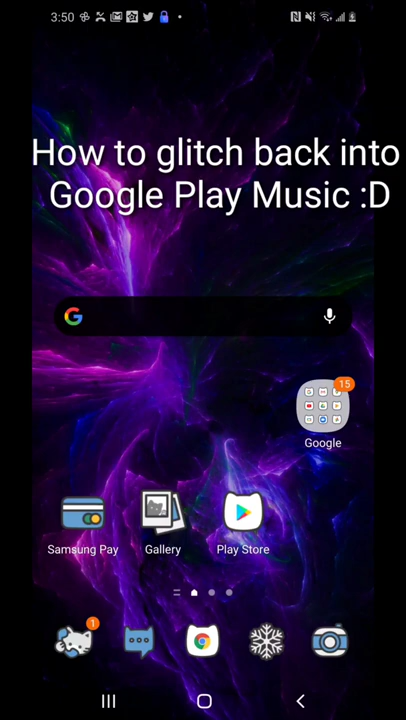 3:50
How to glitch back into
Google Play Music :D
G
15
Google
Samsung Pay
Gallery
Play Store
1